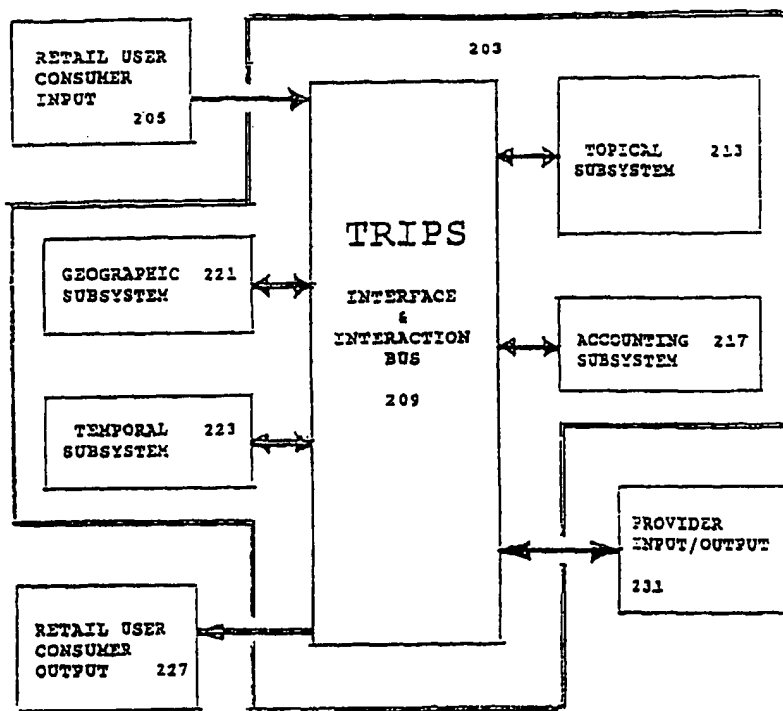 RETAIL USER
CONSUMER
INPUT
205
203
TOPICAL 213
SUBSYSTEM
TRIPS
INTERFACE
&
INTERACTION
BUS
209
GEOGRAPHIC 221
SUBSYSTEM
ACCOUNTING 217
SUBSYSTEM
TEMPORAL 223
SUBSYSTEM
PROVIDER
INPUT/OUTPUT
231
RETAIL USER
CONSUMER
OUTPUT 227